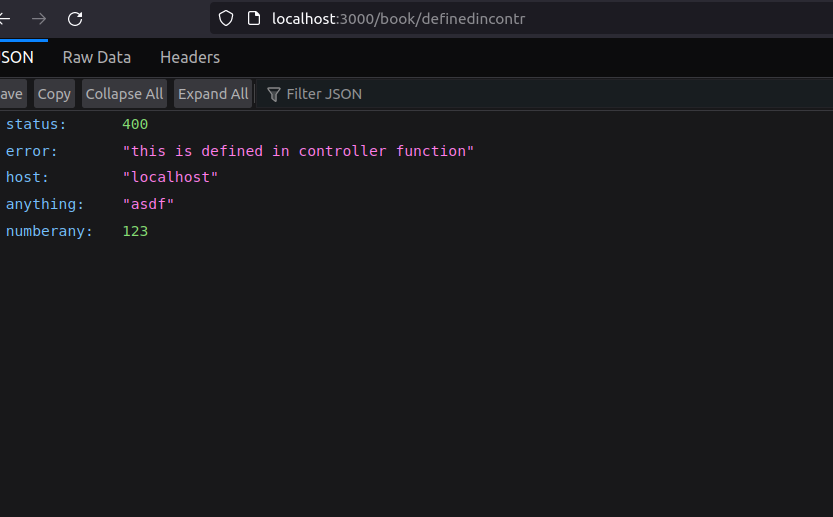 localhost:3000/book/definedincontr
SON Raw Data Headers
ave Copy Collapse All Expand All Filter JSON
status: 400
error: "this is defined in controller function"
host: "localhost"
anything: "asdf"
numberany: 123